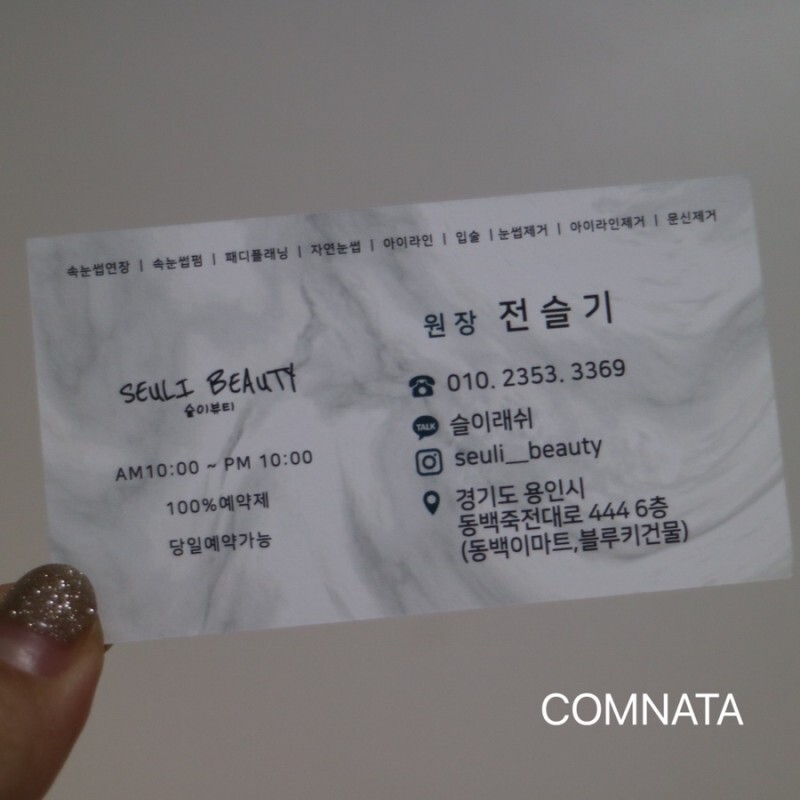 속눈썹연장 | 속눈썹펌 | 패디플래닝 | 자연눈썹 | 아이라인 | 입술 | 눈썹제거 | 아이라인제거 | 문신제거
원장 전슬기
SEULI BEAUTY
슬이뷰티
AM10:00 ~ PM 10:00
100%예약제
당일예약가능
010. 2353. 3369
TALK 슬이래쉬
seuli__beauty
경기도 용인시
동백죽전대로 444 6층
(동백이마트,블루키건물)
COMNATA